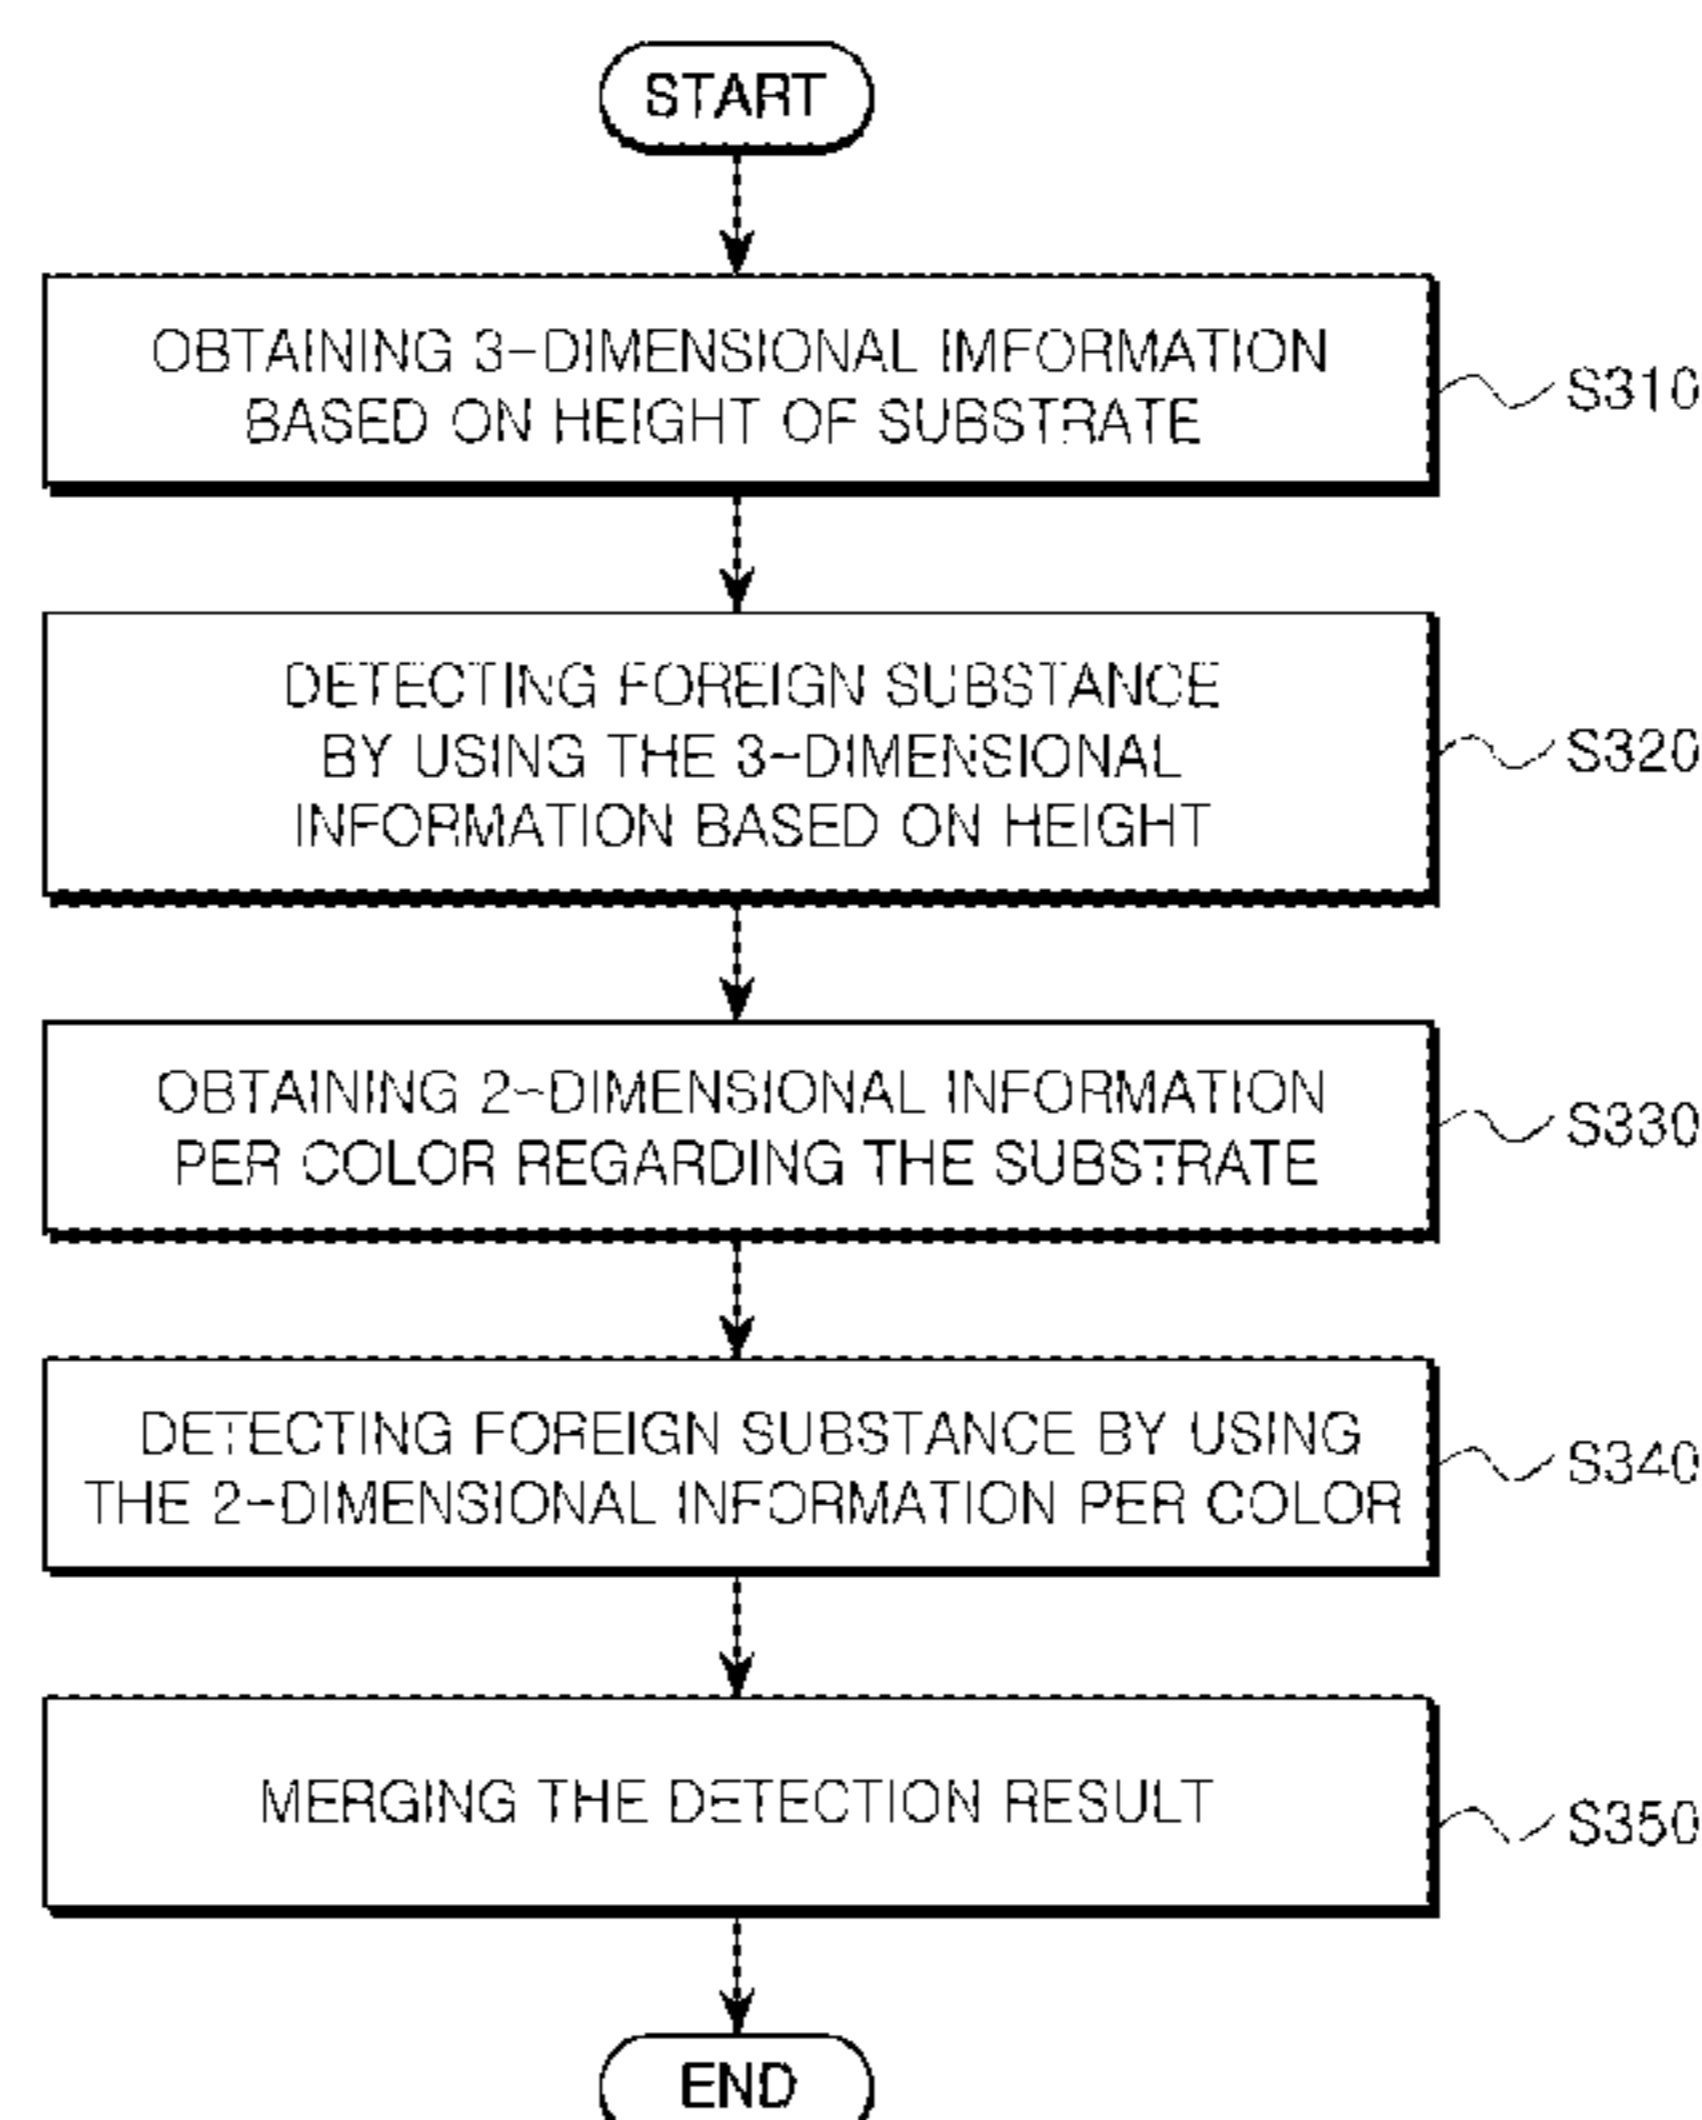 START
OBTAINING 3-DIMENSIONAL IMFORMATION
BASED ON HEIGHT OF SUBSTRATE
S310
DETECTING FOREIGN SUBSTANCE
BY USING THE 3-DIMENSIONAL
INFORMATION BASED ON HEIGHT
S320
OBTAINING 2-DIMENSIONAL INFORMATION
PER COLOR REGARDING THE SUBSTRATE
S330
DETECTING FOREIGN SUBSTANCE BY USING
THE 2-DIMENSIONAL INFORMATION PER COLOR
S340
MERGING THE DETECTION RESULT
S350
END